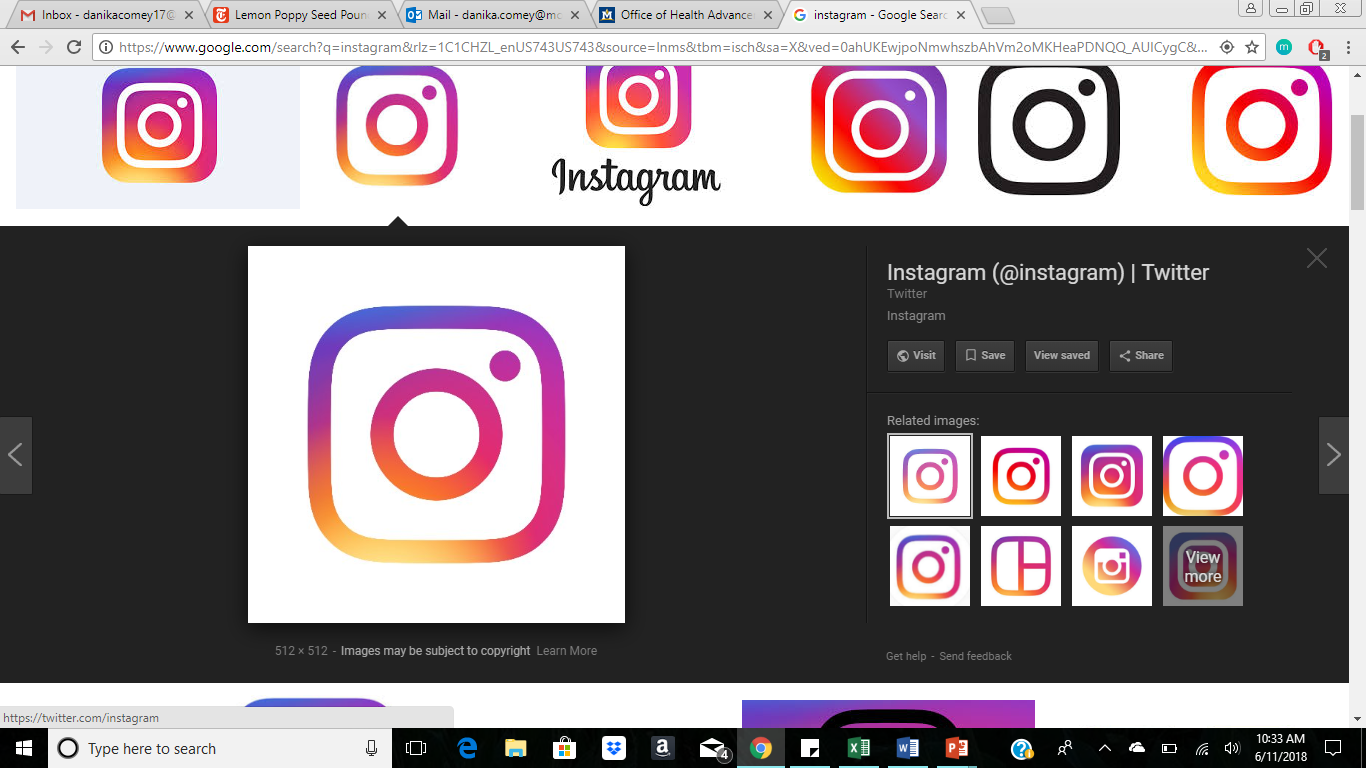 Inbox - danikacomey17@
Lemon Poppy Seed Poun
Mail - danika.comey@mc
Office of Health Advance
instagram - Google Searc
https://www.google.com/search?q=instagram&rlz=1C1CHZL_enUS743US743&source=lnms&tbm=isch&sa=X&ved=0ahUKEwjpoNmwhszbAhVm2oMKHeaPDNQQ_AUICygC&...
2
Instagram
Instagram (@instagram) | Twitter
Twitter
Instagram
Visit
Save
View saved
Share
Related images:
View
more
512 × 512 - Images may be subject to copyright Learn More
Get help - Send feedback
https://twitter.com/instagram
Type here to search
4
10:33 AM
6/11/2018